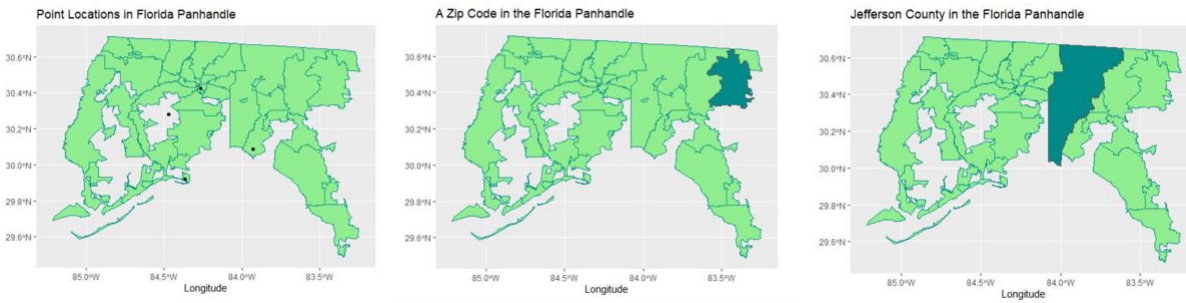 Point Locations in Florida Panhandle
30.6°N
30.4°N
30.2°N
30.0°N
29.8°N
29.6°N
85.0°W 84.5°W 84.0°W 83.5°W
Longitude
A Zip Code in the Florida Panhandle
30.6°N
30.4°N
30.2°N
30.0°N
29.8°N
29.6°N
85.0°W 84.5°W 84.0°W 83.5°W
Longitude
Jefferson County in the Florida Panhandle
30.6°N
30.4°N
30.2°N
30.0°N
29.8°N
29.6°N
85.0°W 84.5°W 84.0°W 83.5°W
Longitude